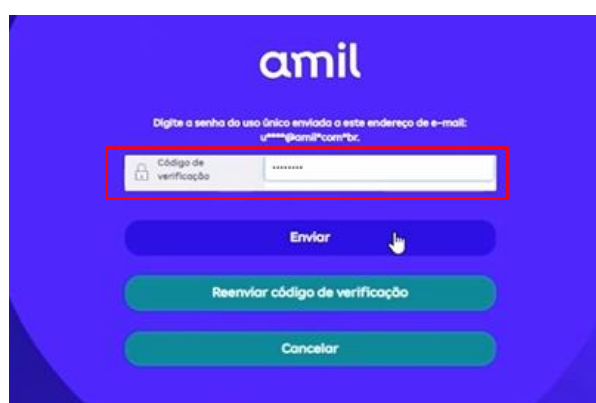 amil
Digite a senha do uso único enviada a este endereço de e-mail:
u****@amil*com*br.
Código de
verificação
********
Enviar
Reenviar código de verificação
Cancelar